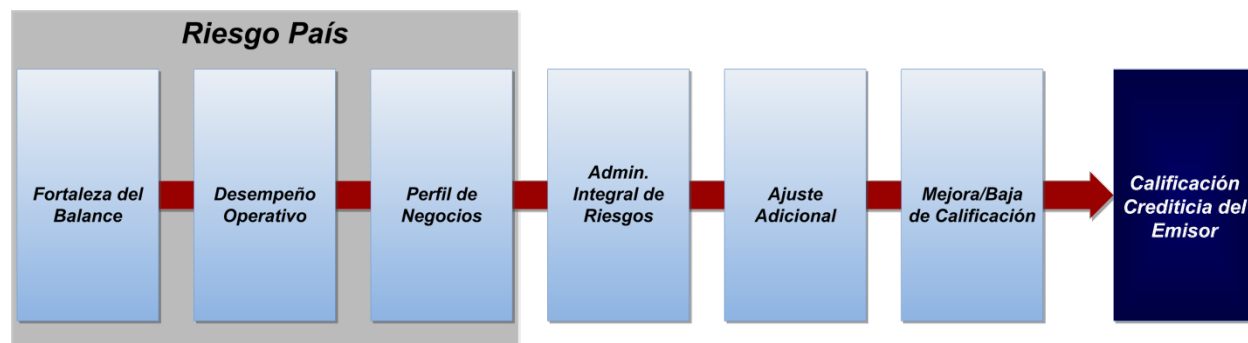 Riesgo País
Fortaleza del
Balance
Desempeño
Operativo
Perfil de
Negocios
Admin.
Integral de
Riesgos
Ajuste
Adicional
Mejora/Baja
de Calificación
Calificación
Crediticia del
Emisor